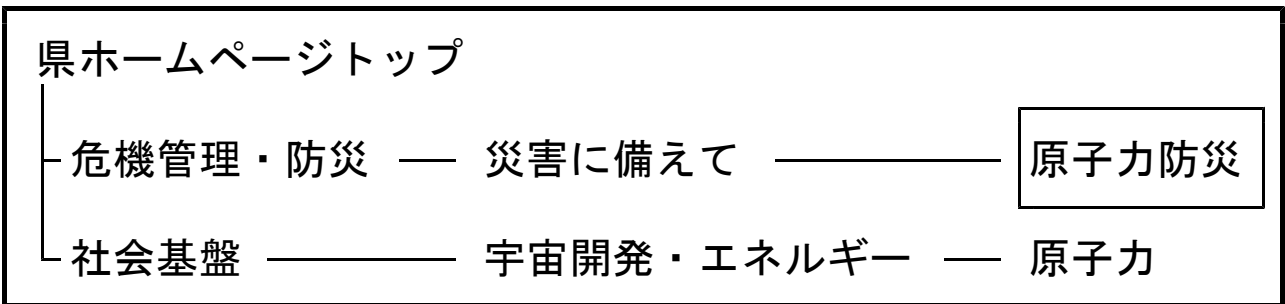 県ホームページトップ
危機管理・防災 災害に備えて 原子力防災
社会基盤 宇宙開発・エネルギー 原子力